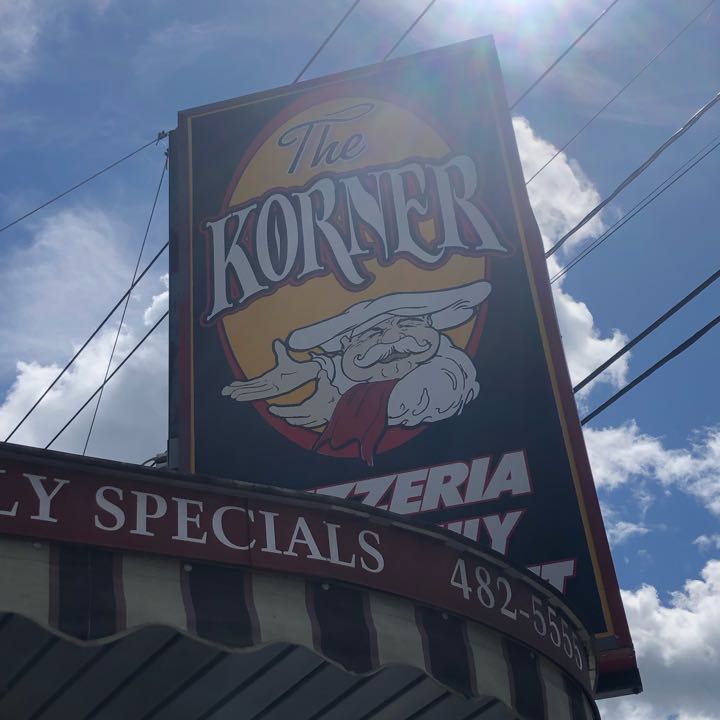 The
KORNER
ZZERIA
LY SPECIALS
482-5555